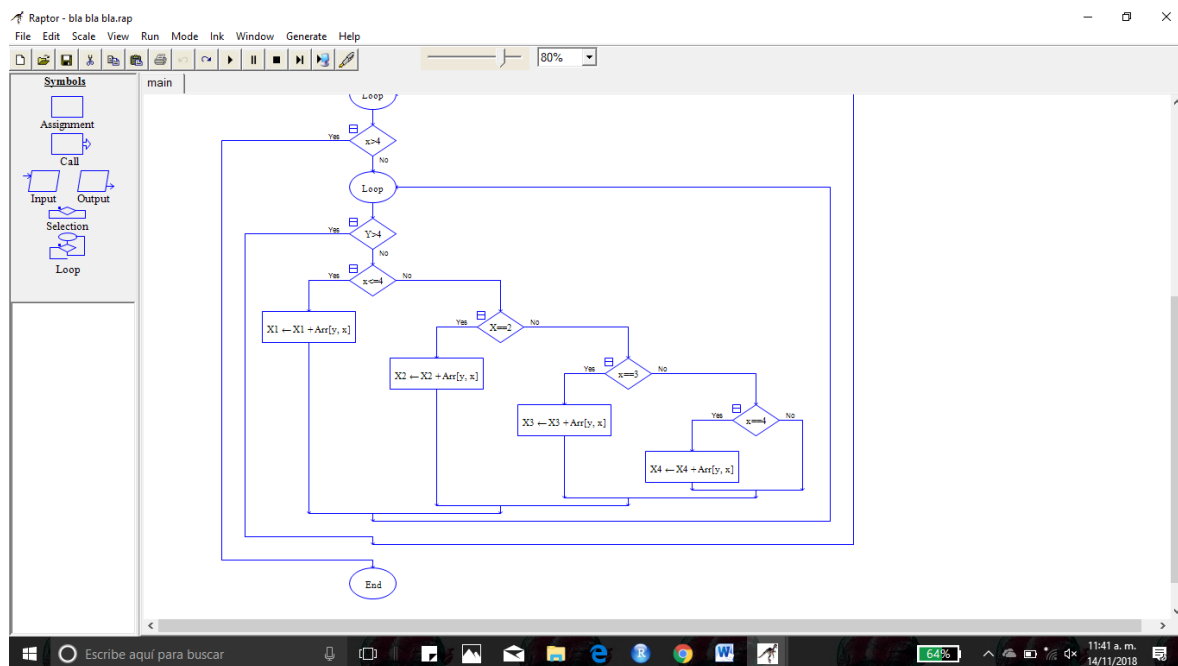 Raptor - bla bla bla.rap
File Edit Scale View Run Mode Ink Window Generate Help
80%
Symbols
main
Assignment
Call
Input Output
Selection
Loop
Loop
Yes
x>4
No
Loop
Yes
Y>4
No
Yes
x<=4
No
X1 ←X1 +Arr[y, x]
Yes
X==2
No
X2 ←X2 +Arr[y, x]
Yes
x==3
No
X3 ←X3 +Arr[y, x]
Yes
x==4
No
X4 ←X4 +Arr[y, x]
End
Escribe aquí para buscar
64%
11:41 a. m.
14/11/2018